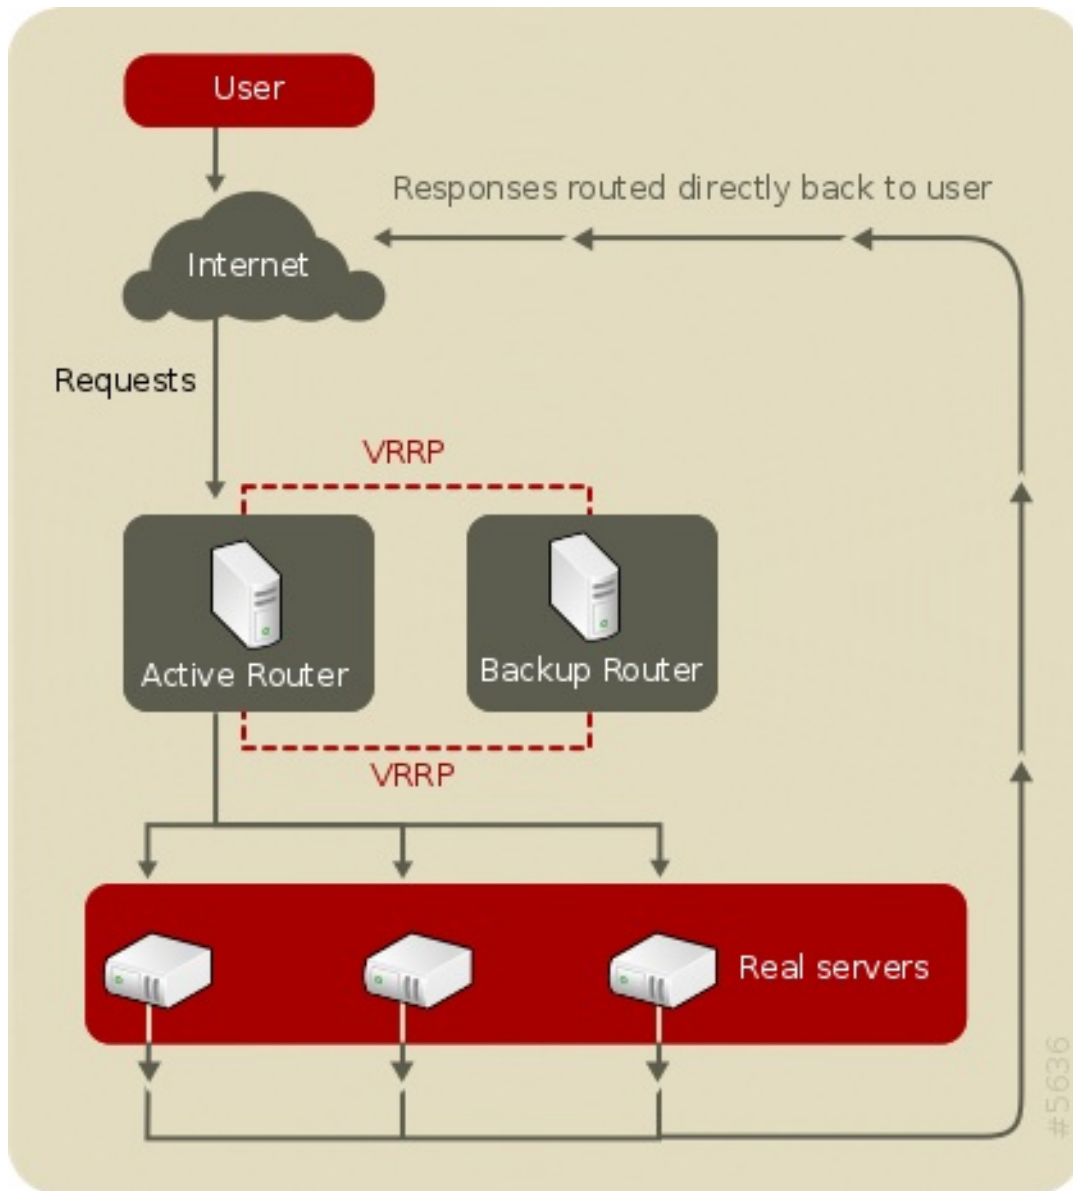 User
Responses routed directly back to user
Internet
Requests
VRRP
Active Router
Backup Router
VRRP
Real servers
#5636